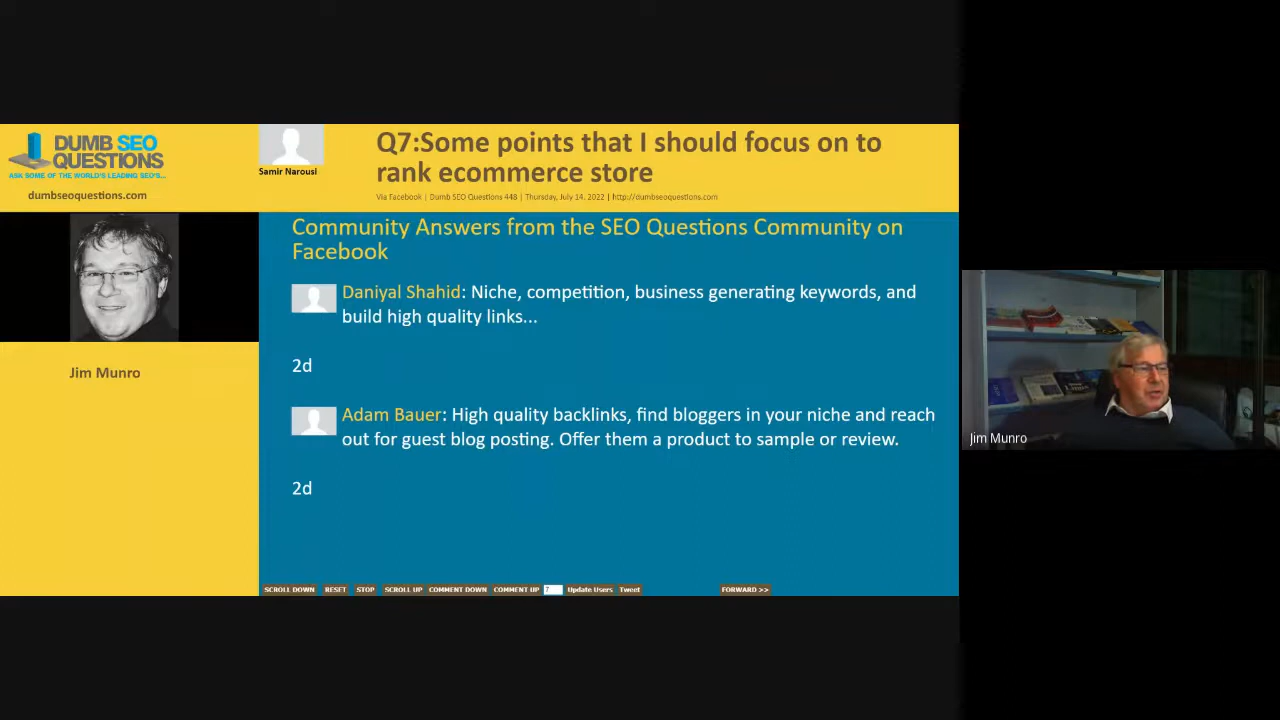 DUMB SEO
QUESTIONS
ASK SOME OF THE WORLD'S LEADING SEO'S...
dumbseoquestions.com
Samir Narousi
Q7:Some points that I should focus on to
rank ecommerce store
Via Facebook | Dumb SEO Questions 448 | Thursday, July 14, 2022 | http://dumbseoquestions.com
Jim Munro
Community Answers from the SEO Questions Community on
Facebook
Daniyal Shahid: Niche, competition, business generating keywords, and
build high quality links...
2d
Adam Bauer: High quality backlinks, find bloggers in your niche and reach
out for guest blog posting. Offer them a product to sample or review.
2d
SCROLL DOWN RESET STOP SCROLL UP COMMENT DOWN COMMENT UP 7 Update Users Tweet FORWARD >>
Jim Munro